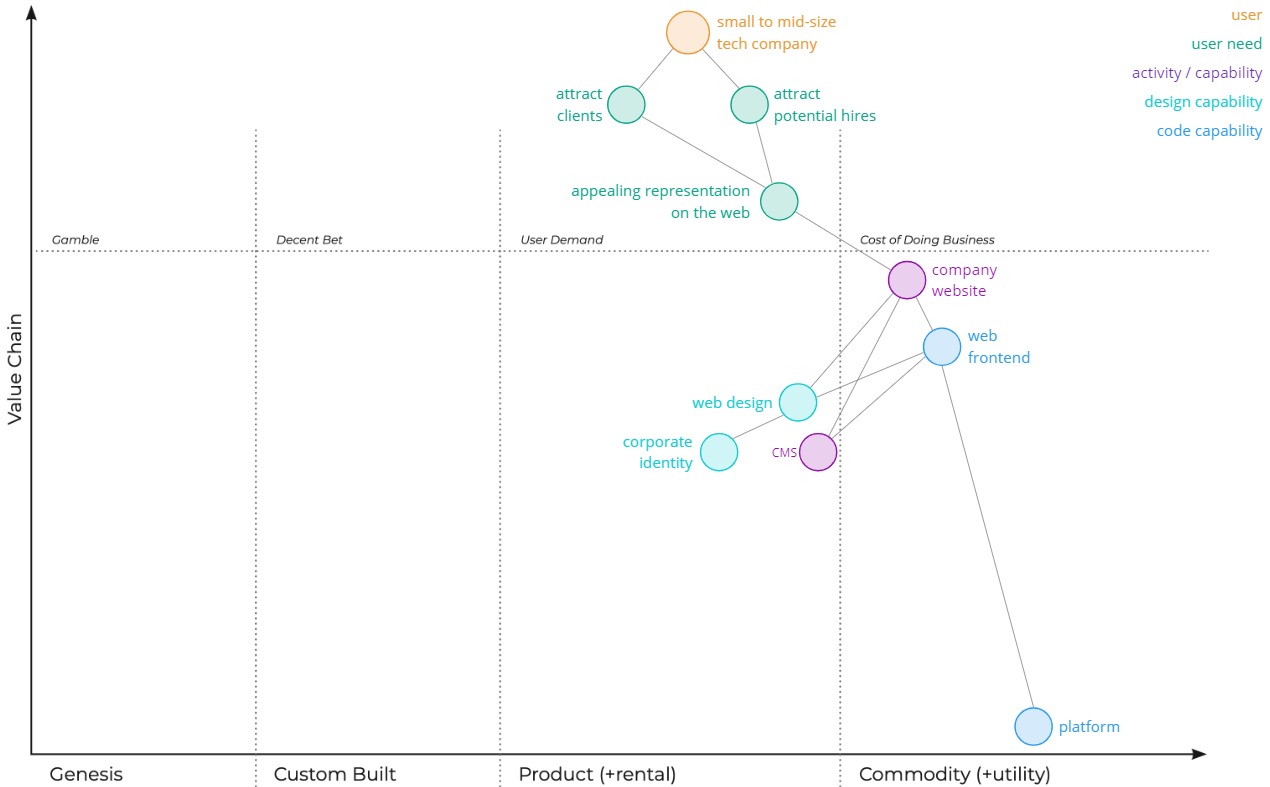 small to mid-size
tech company
user
user need
activity / capability
design capability
code capability
attract
clients
attract
potential hires
appealing representation
on the web
Gamble
Decent Bet
User Demand
Cost of Doing Business
company
website
web
frontend
web design
corporate
identity
CMS
Value Chain
platform
Genesis
Custom Built
Product (+rental)
Commodity (+utility)